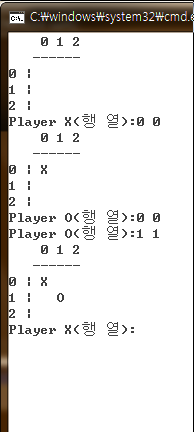 C:\windows\system32\cmd.e
0 1 2
------
0 |
1 |
2 |
Player X(행 열):0 0
0 1 2
------
0 | X
1 |
2 |
Player O(행 열):0 0
Player O(행 열):1 1
0 1 2
------
0 | X
1 |   O
2 |
Player X(행 열):